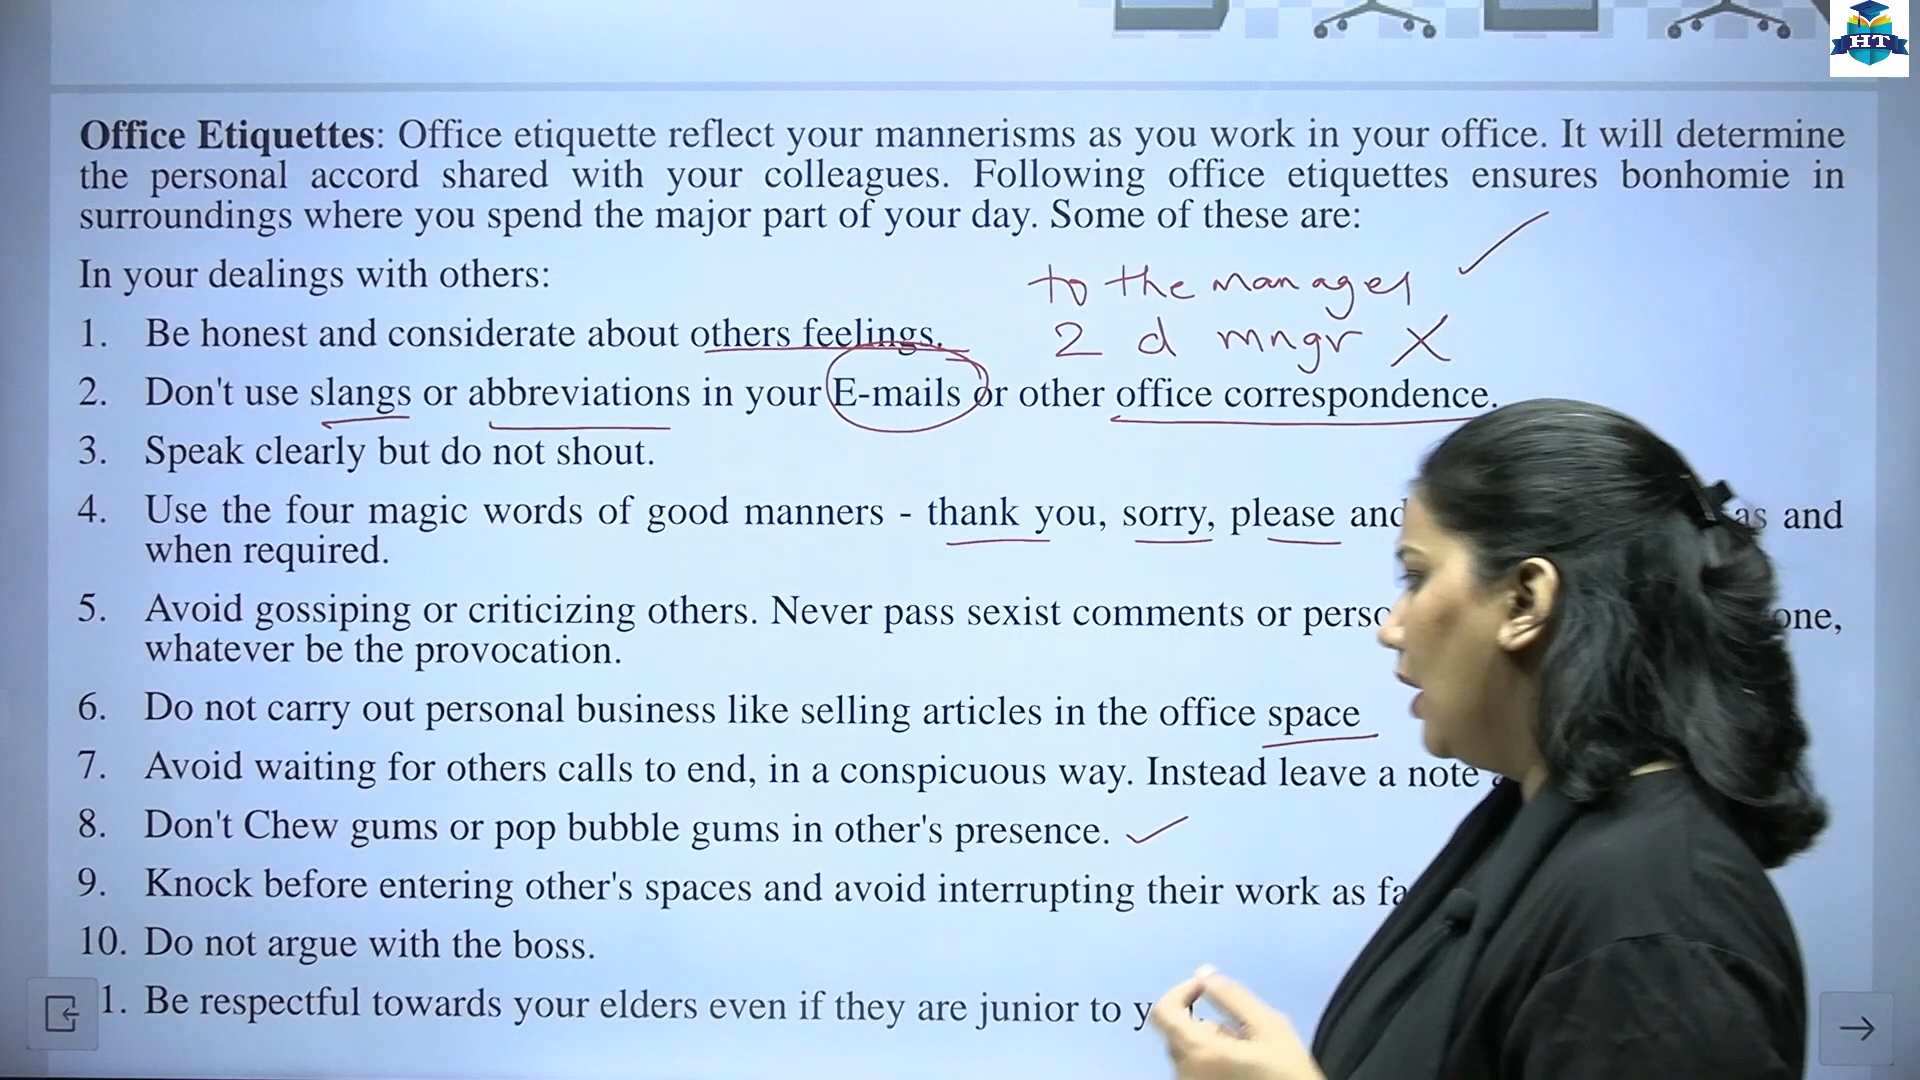 HT
Office Etiquettes: Office etiquette reflect your mannerisms as you work in your office. It will determine
the personal accord shared with your colleagues. Following office etiquettes ensures bonhomie in
surroundings where you spend the major part of your day. Some of these are:
In your dealings with others:
to the manager
1. Be honest and considerate about others feelings.
2 d mngr X
2. Don't use slangs or abbreviations in your E-mails or other office correspondence.
3. Speak clearly but do not shout.
4. Use the four magic words of good manners - thank you, sorry, please and as and
when required.
5. Avoid gossiping or criticizing others. Never pass sexist comments or one,
whatever be the provocation.
6. Do not carry out personal business like selling articles in the office space
7. Avoid waiting for others calls to end, in a conspicuous way. Instead leave a note
8. Don't Chew gums or pop bubble gums in other's presence.
9. Knock before entering other's spaces and avoid interrupting their work as
10. Do not argue with the boss.
1. Be respectful towards your elders even if they are junior to